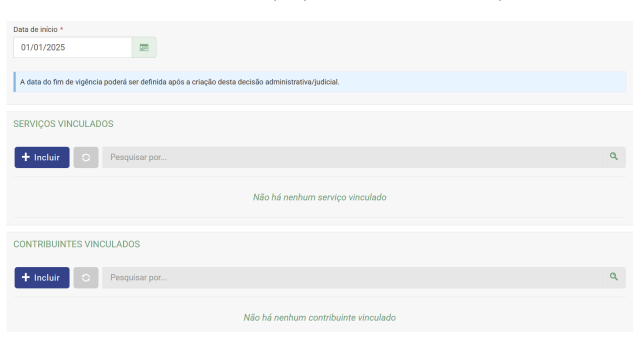 Data de início *
01/01/2025
A data do fim de vigência poderá ser definida após a criação desta decisão administrativa/judicial.
SERVIÇOS VINCULADOS
+ Incluir
Pesquisar por...
Não há nenhum serviço vinculado
CONTRIBUINTES VINCULADOS
+ Incluir
Pesquisar por...
Não há nenhum contribuinte vinculado